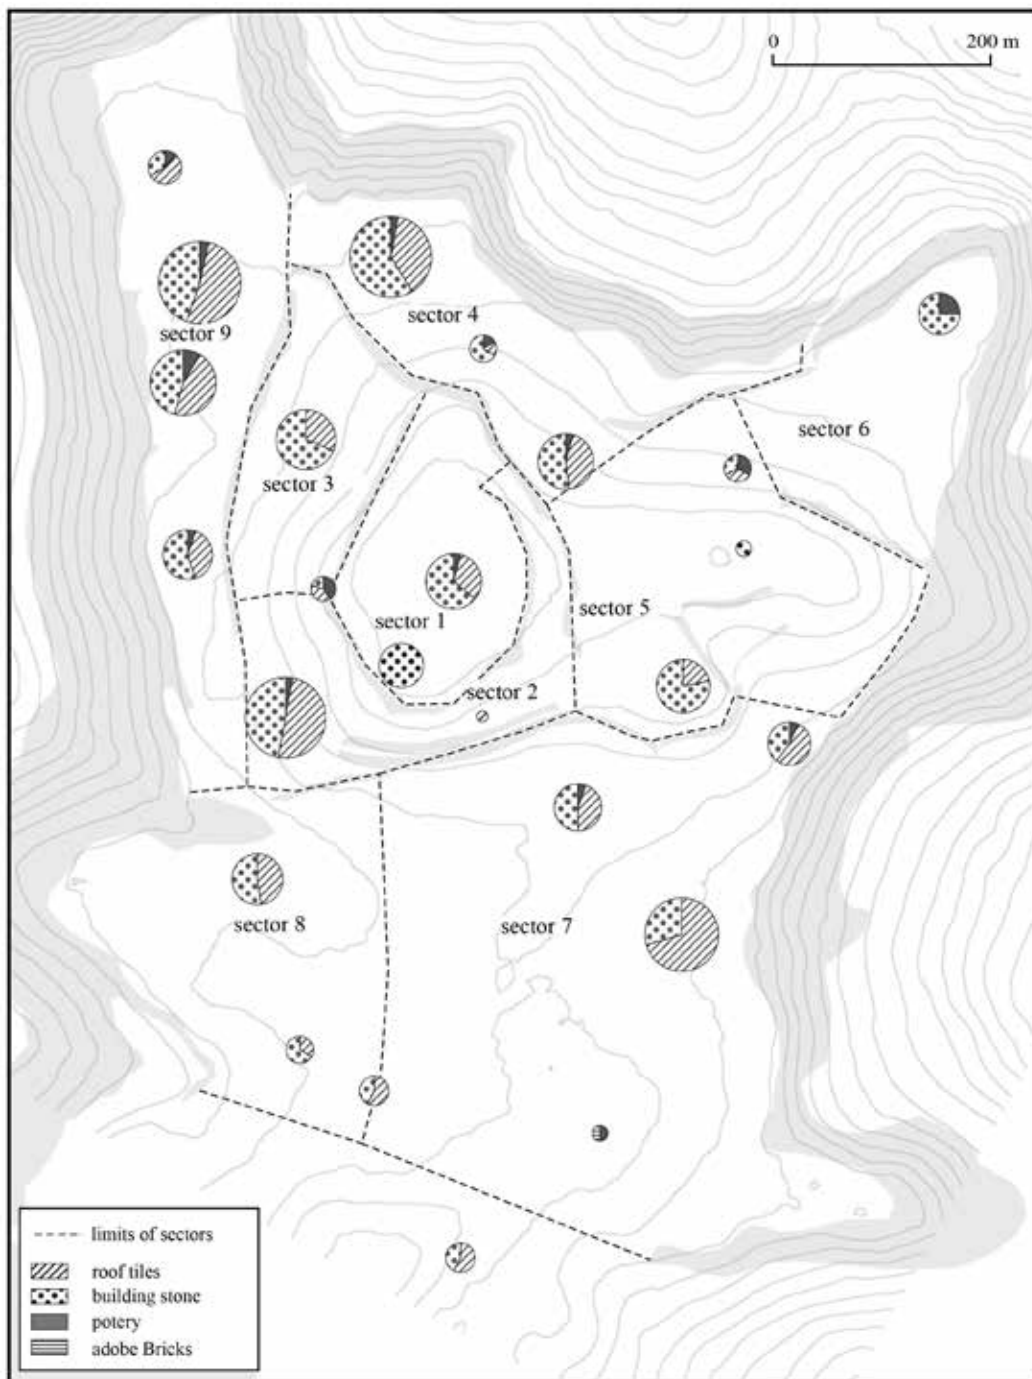 0 200 m
sector 9
sector 4
sector 6
sector 3
sector 1
sector 5
sector 2
sector 8
sector 7
limits of sectors
roof tiles
building stone
potery
adobe Bricks